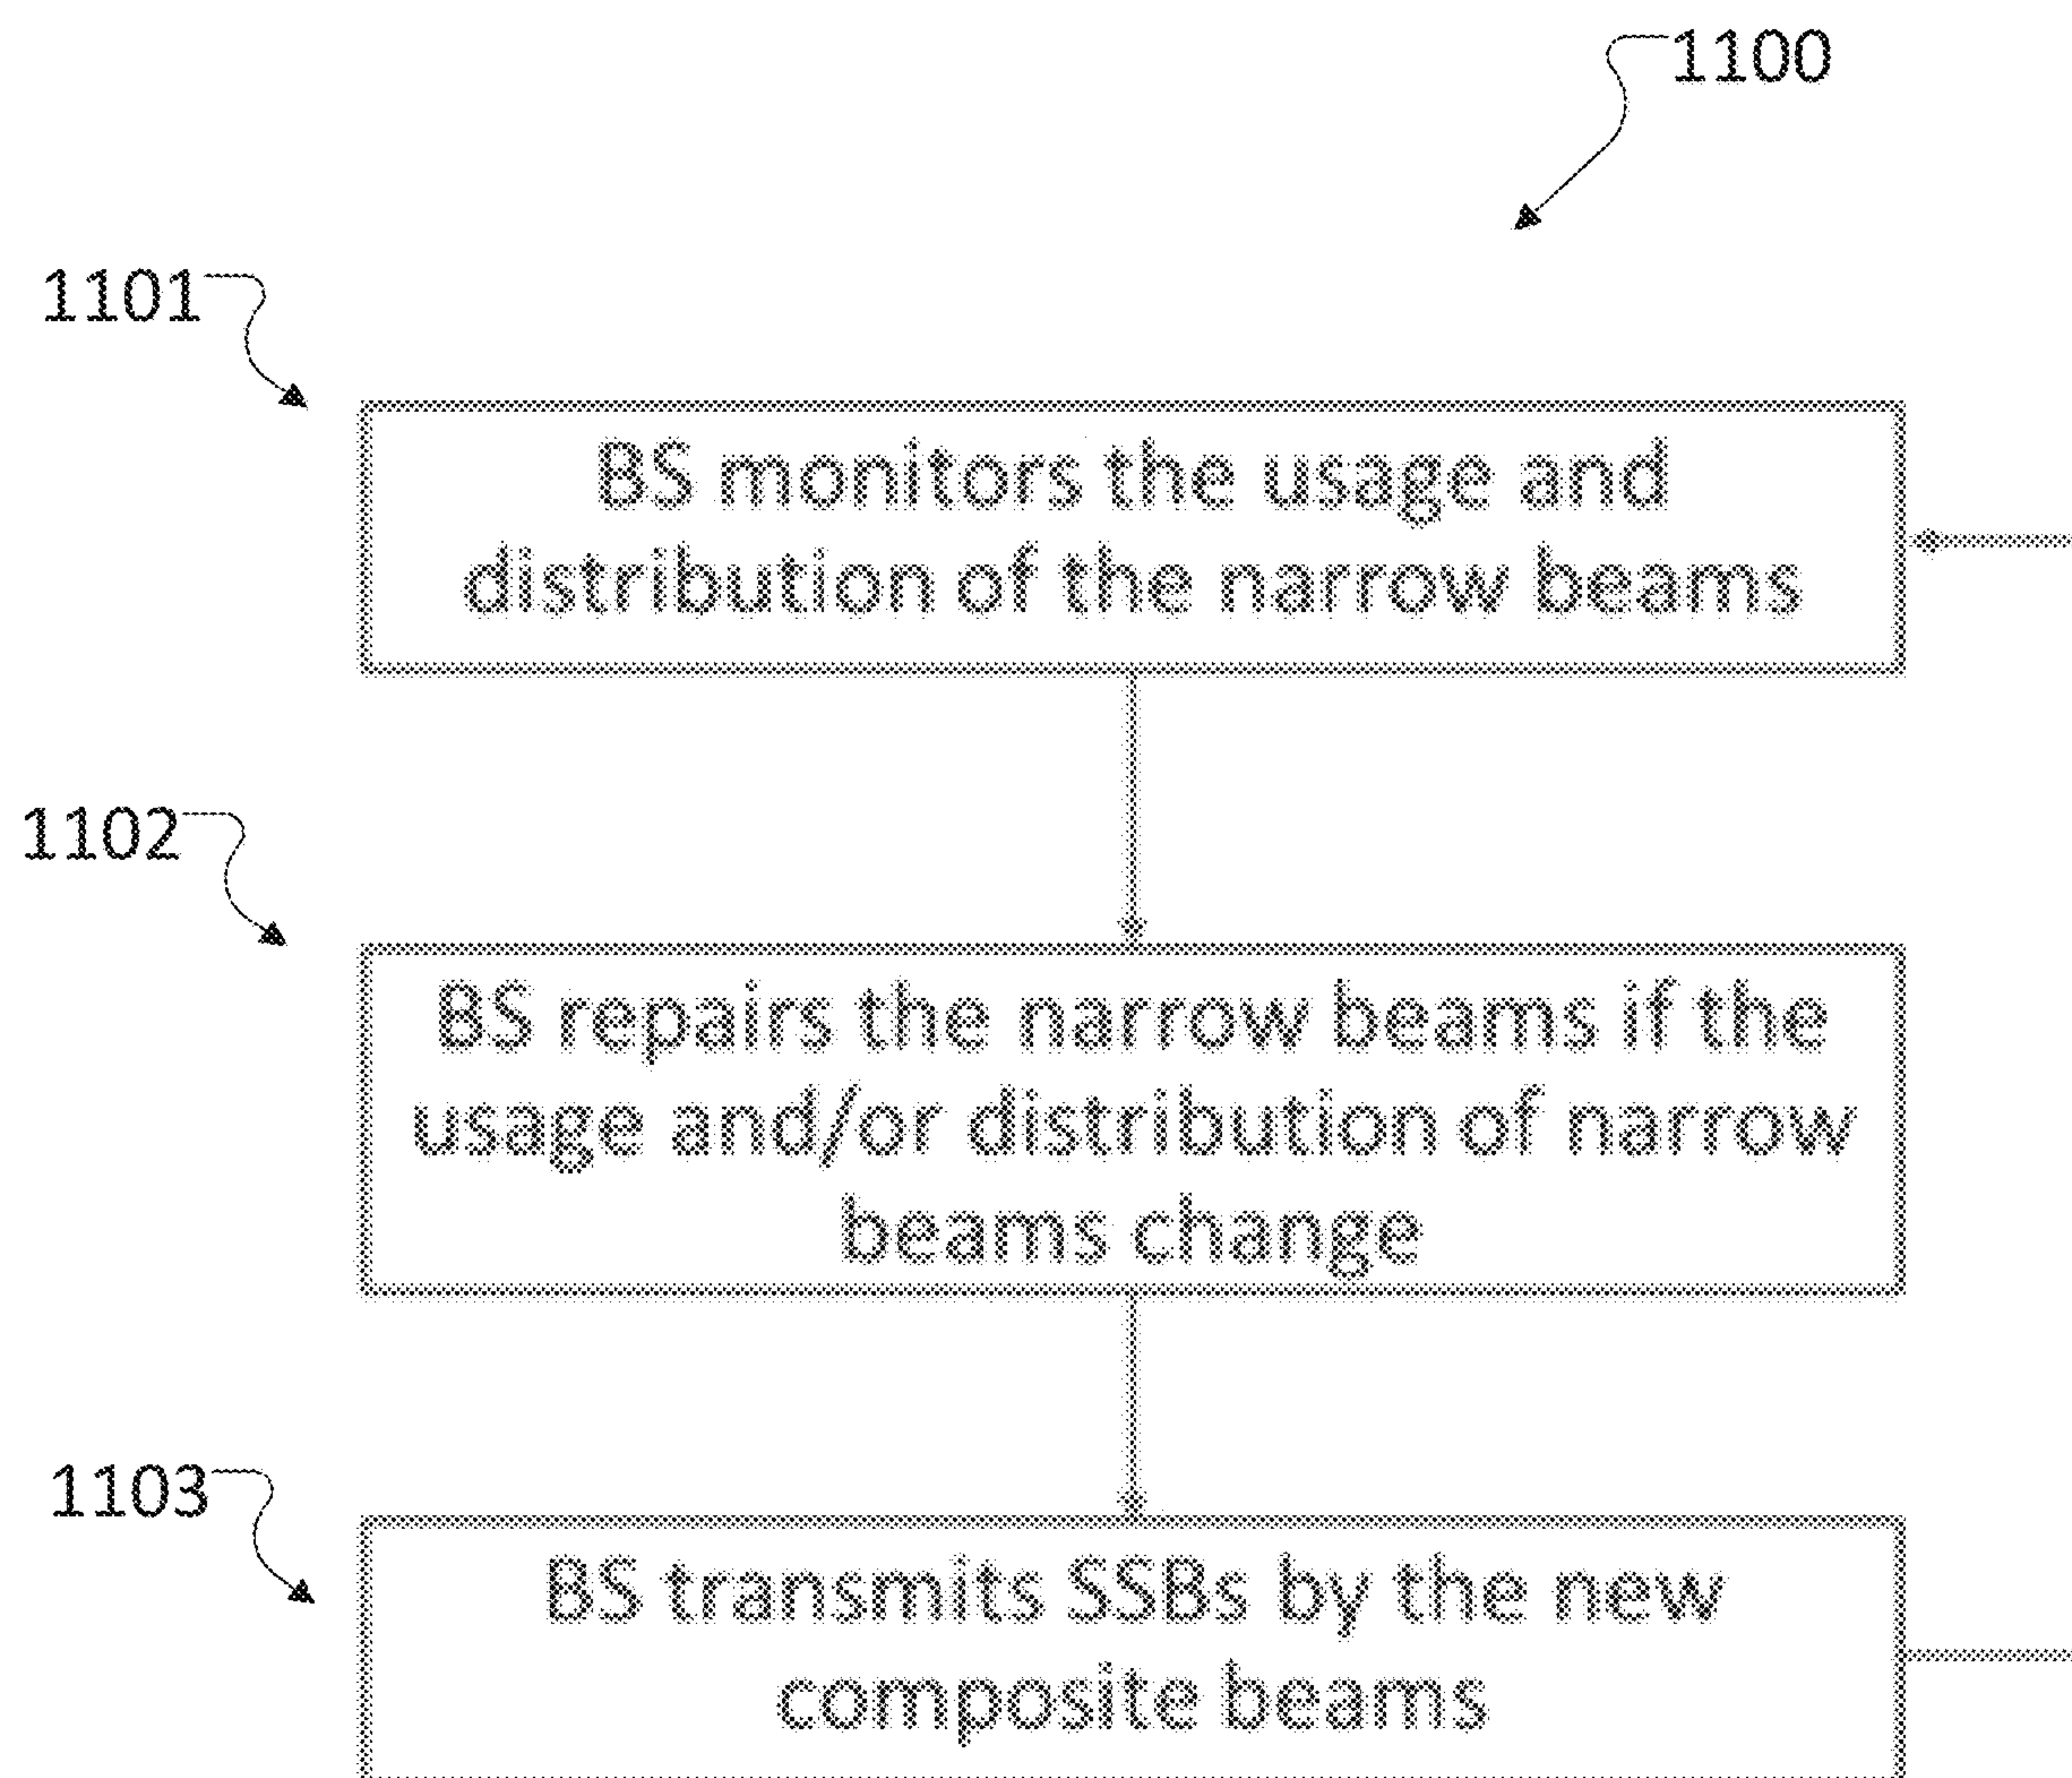 1100
1101
BS monitors the usage and
distribution of the narrow beams
1102
BS repairs the narrow beams if the
usage and/or distribution of narrow
beams change
1103
BS transmits SSBs by the new
composite beams